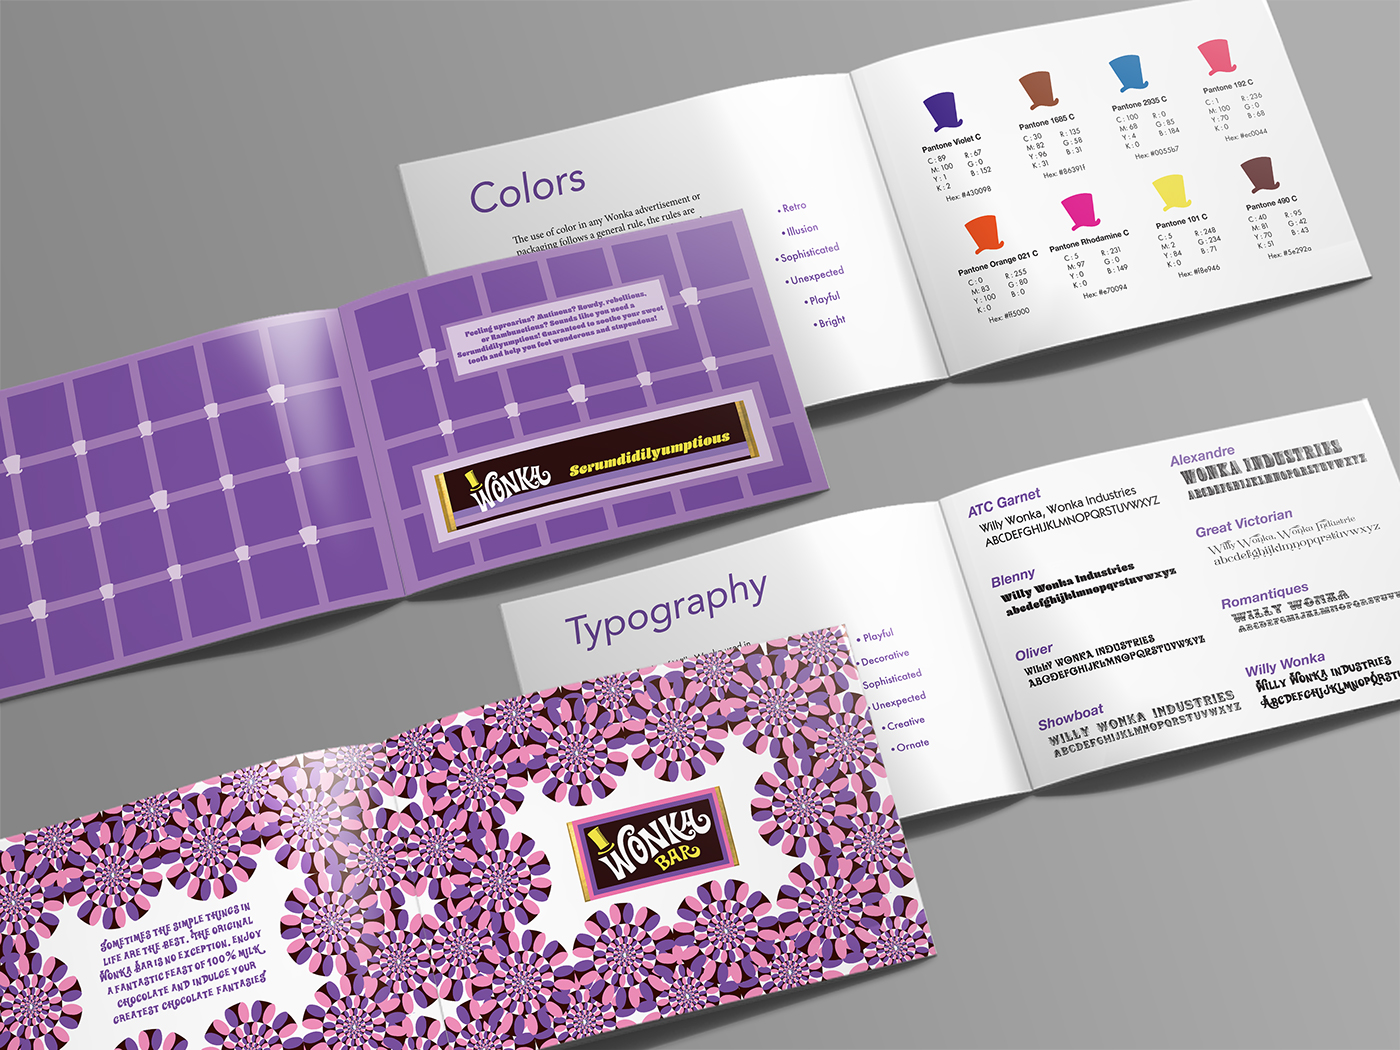 Colors
The use of color in any Wonka advertisement or
packaging follows a general rule, the rules are
• Retro
• Illusion
• Sophisticated
• Unexpected
• Playful
• Bright
Pantone Violet C
C: 89 R: 67
M: 100 G: 0
Y: 1 B: 152
K: 2
Hex: #430098
Pantone 1685 C
C: 30 R: 135
M: 82 G: 58
Y: 96 B: 31
K: 31
Hex: #86391F
Pantone 2935 C
C: 100 R: 0
M: 68 G: 85
Y: 4 B: 184
K: 0
Hex: #0055b7
Pantone 192 C
C: 1 R: 236
M: 100 G: 0
Y: 70 B: 68
K: 0
Hex: #ec0044
Pantone Orange 021 C
C: 0 R: 255
M: 83 G: 80
Y: 100 B: 0
K: 0
Hex: #ff5000
Pantone Rhodamine C
C: 5 R: 231
M: 97 G: 0
Y: 0 B: 149
K: 0
Hex: #e70094
Pantone 101 C
C: 5 R: 248
M: 2 G: 234
Y: 84 B: 71
K: 0
Hex: #f8e946
Pantone 490 C
C: 40 R: 95
M: 81 G: 42
Y: 70 B: 43
K: 51
Hex: #5e292a
Feeling uproarius? Mutinous? Rowdy, rebellious,
or Rambunctious? Sounds like you need a
Scrumdidilyumptious! Guaranteed to soothe your sweet
tooth and help you feel wonderous and stupendous!
WONKA
Scrumdidilyumptious
Typography
• Playful
• Decorative
Sophisticated
• Unexpected
• Creative
• Ornate
ATC Garnet
Willy Wonka, Wonka Industries
ABCDEFGHIJKLMNOPQRSTUVWXYZ
Blenny
Willy Wonka Industries
abcdefghijklmnopqrstuvwxyz
Oliver
WILLY WONKA INDUSTRIES
ABCDEFGHIJKLMNOPQRSTUVWXYZ
Showboat
WILLY WONKA INDUSTRIES
ABCDEFGHIJKLMNOPQRSTUVWXYZ
Alexandre
WONKA INDUSTRIES
ABCDEFGHIJKLMNOPQRSTUVWXYZ
Great Victorian
Willy Wonka, Wonka Industrie
abcdefghijklmnopqrstuvwxyz
Romantiques
WILLY WONKA
ABCDEFGHIJKLMNOPQRSTUVWXYZ
Willy Wonka
WILLY WONKA INDUSTRIES
ABCDEFGHIJKLMNOPQRSTU
WONKA
BAR
SOMETIMES THE SIMPLE THINGS IN
LIFE ARE THE BEST. THE ORIGINAL
WONKA BAR IS NO EXCEPTION. ENJOY
A FANTASTIC FEAST OF 100% MILK
CHOCOLATE AND INDULGE YOUR
GREATEST CHOCOLATE FANTASIES